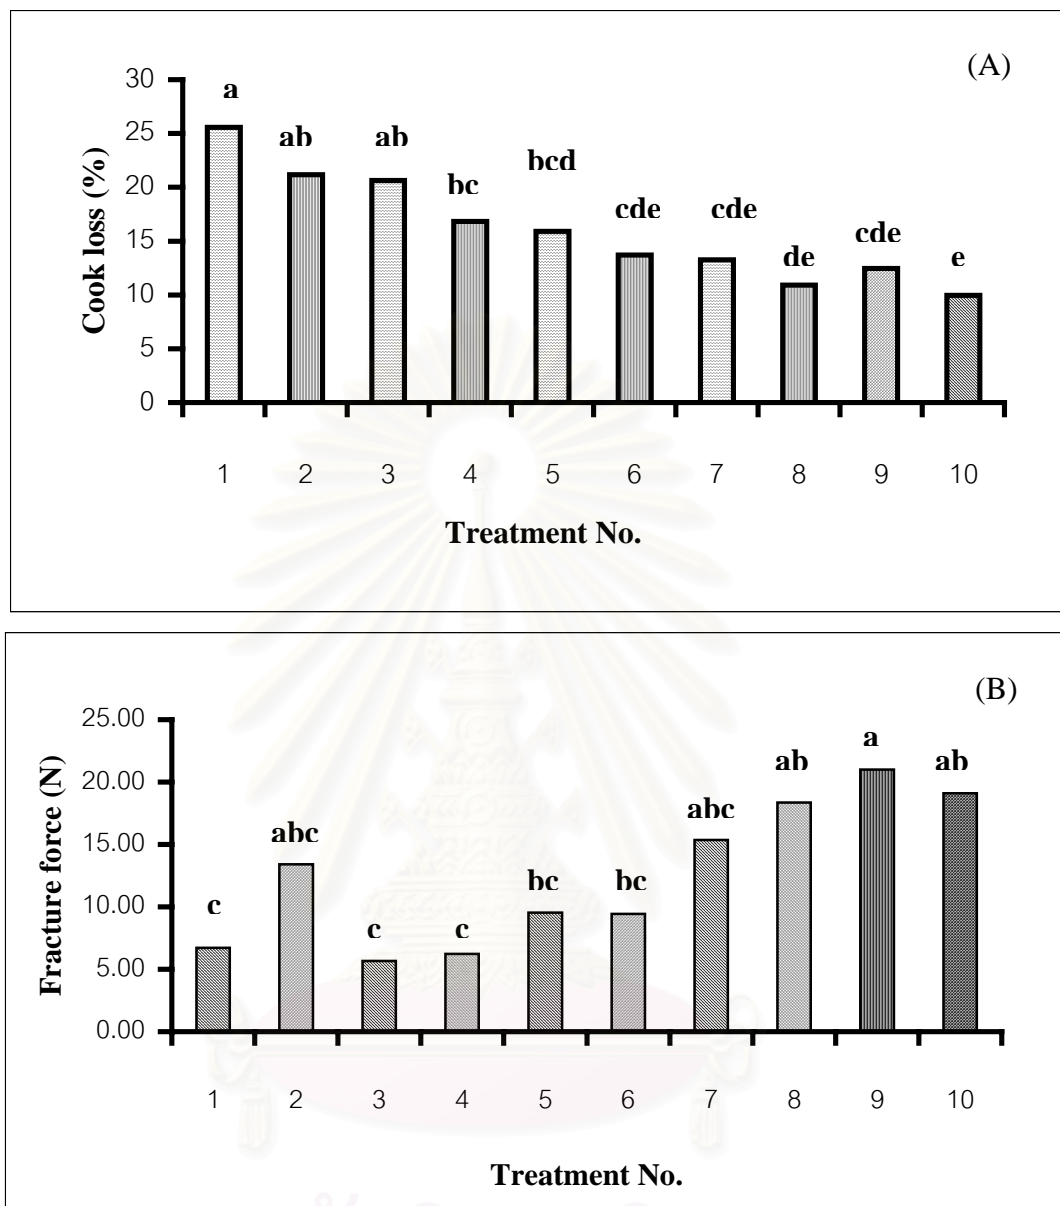 (A)
30
25
20
15
10
5
0
Cook loss (%)
a
ab
ab
bc
bcd
cde
cde
de
cde
e
1 2 3 4 5 6 7 8 9 10
Treatment No.
(B)
25.00
20.00
15.00
10.00
5.00
0.00
Fracture force (N)
c
abc
c
c
bc
bc
abc
ab
a
ab
1 2 3 4 5 6 7 8 9 10
Treatment No.